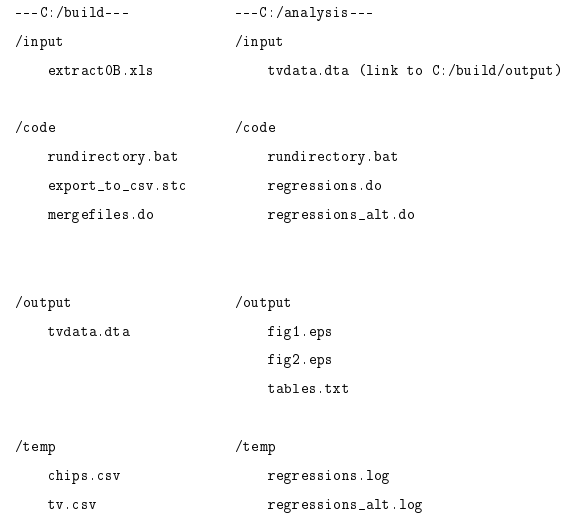 ---C:/build---	---C:/analysis---
/input	/input
extract0B.xls	tvdata.dta (link to C:/build/output)
/code	/code
rundirectory.bat	rundirectory.bat
export_to_csv.stc	regressions.do
mergefiles.do	regressions_alt.do
/output	/output
tvdata.dta	fig1.eps
fig2.eps
tables.txt
/temp	/temp
chips.csv	regressions.log
tv.csv	regressions_alt.log